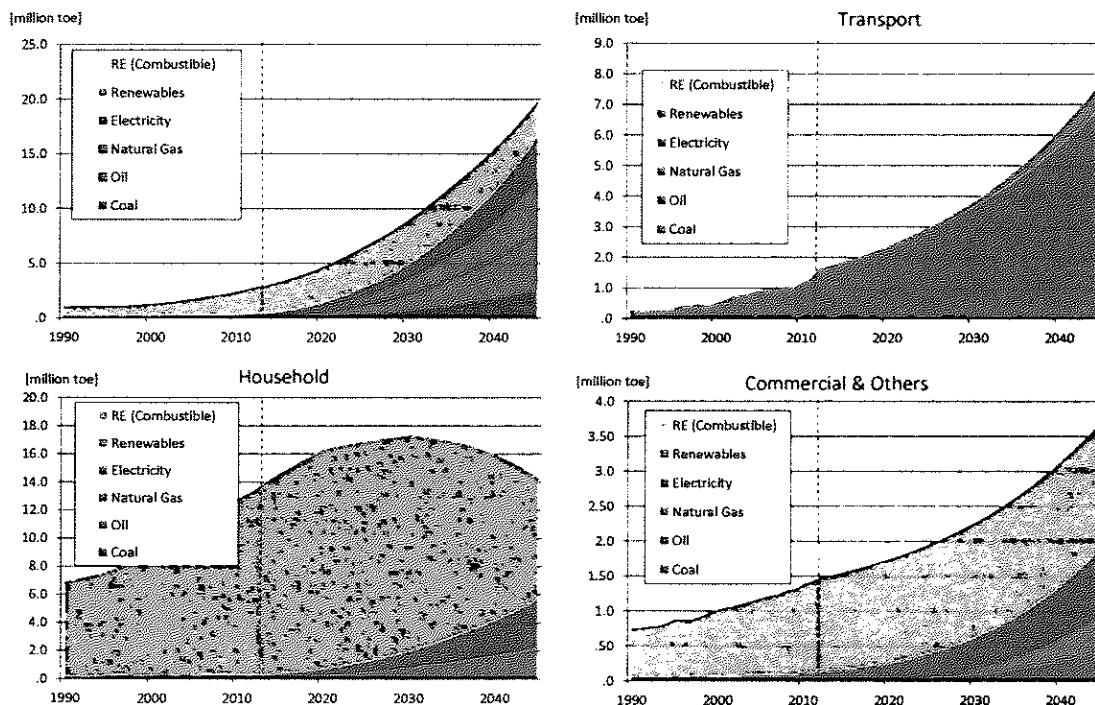 [million toe]
25.0
20.0
15.0
10.0
5.0
.0
RE (Combustible)
Renewables
Electricity
Natural Gas
Oil
Coal
1990 2000 2010 2020 2030 2040
[million toe]
Transport
9.0
8.0
7.0
6.0
5.0
4.0
3.0
2.0
1.0
.0
RE (Combustible)
Renewables
Electricity
Natural Gas
Oil
Coal
1990 2000 2010 2020 2030 2040
[million toe]
Household
20.0
18.0
16.0
14.0
12.0
10.0
8.0
6.0
4.0
2.0
.0
RE (Combustible)
Renewables
Electricity
Natural Gas
Oil
Coal
1990 2000 2010 2020 2030 2040
[million toe]
Commercial & Others
4.0
3.50
3.0
2.50
2.0
1.50
1.0
.50
.0
RE (Combustible)
Renewables
Electricity
Natural Gas
Oil
Coal
1990 2000 2010 2020 2030 2040